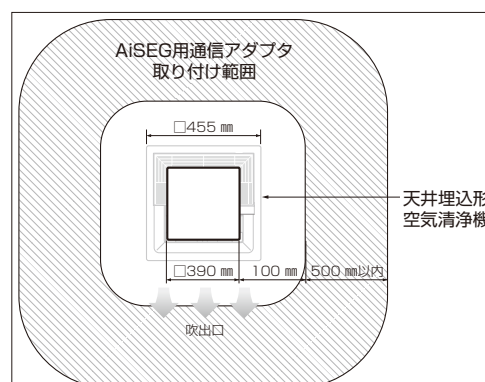 AiSEG用通信アダプタ
取り付け範囲
□455 ㎜
天井埋込形
空気清浄機
□390 ㎜
100 ㎜
500 ㎜以内
吹出口